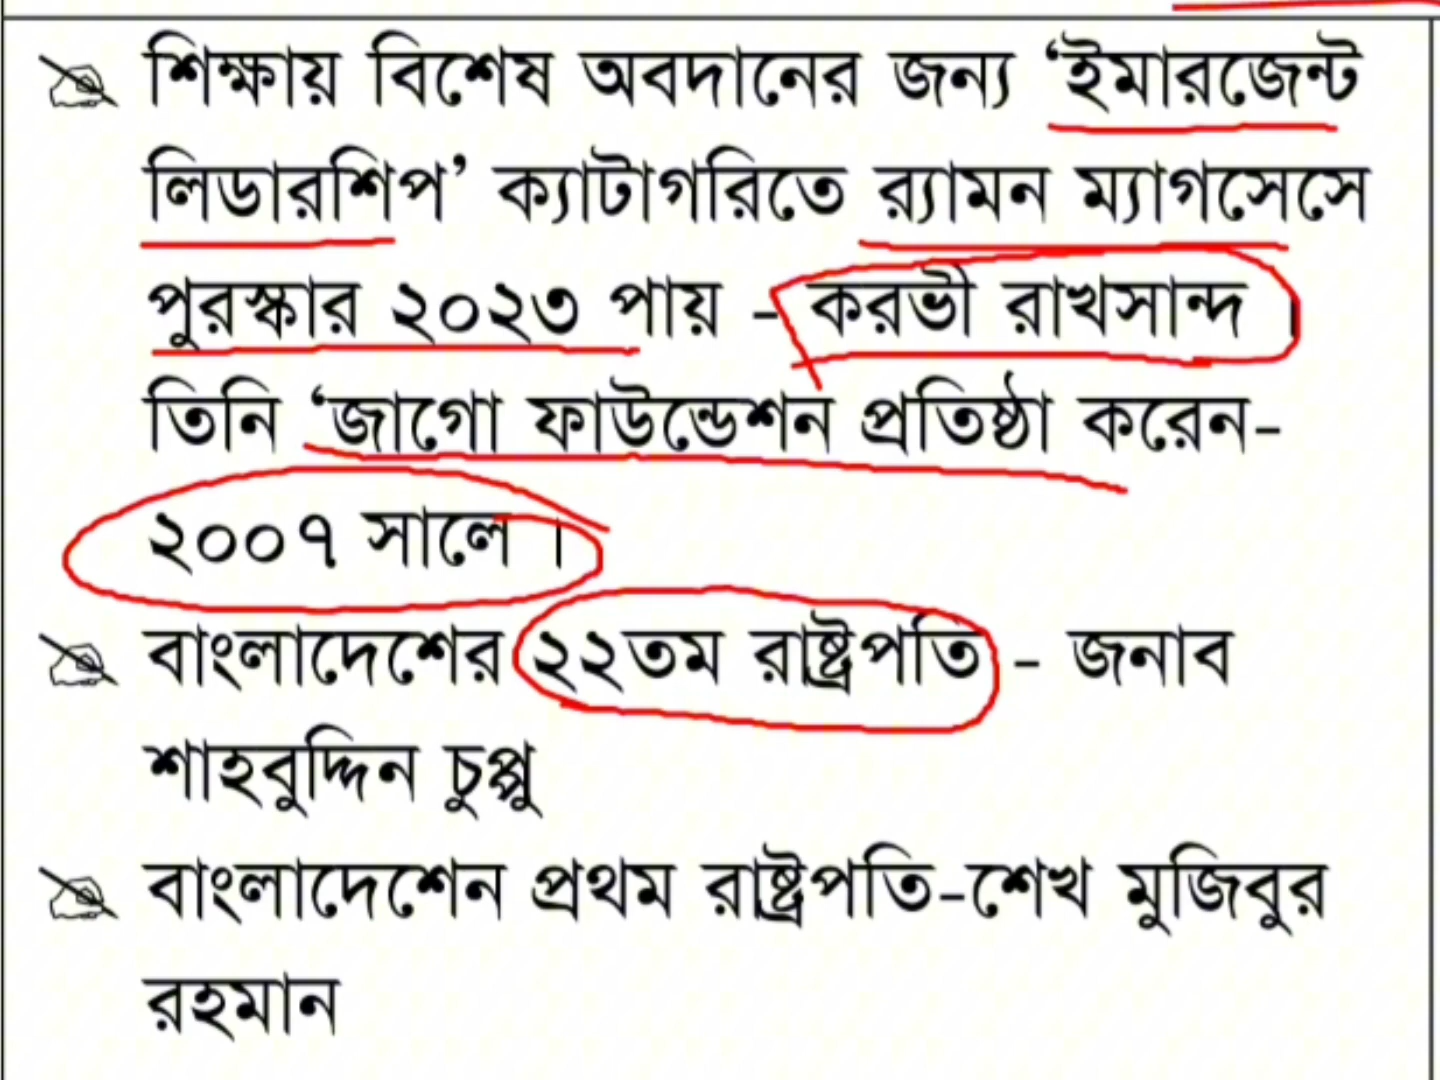 শিক্ষায় বিশেষ অবদানের জন্য ‘ইমারজেন্ট
লিডারশিপ’ ক্যাটাগরিতে র‍্যামন ম্যাগসেসে
পুরস্কার ২০২৩ পায় - করভী রাখসান্দ ।
তিনি ‘জাগো ফাউন্ডেশন প্রতিষ্ঠা করেন-
২০০৭ সালে ।
বাংলাদেশের ২২তম রাষ্ট্রপতি - জনাব
শাহবুদ্দিন চুপ্পু
বাংলাদেশেন প্রথম রাষ্ট্রপতি-শেখ মুজিবুর
রহমান